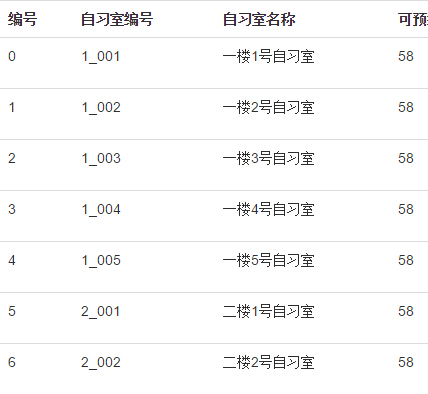 编号 自习室编号 自习室名称 可预
0 1_001 一楼1号自习室 58
1 1_002 一楼2号自习室 58
2 1_003 一楼3号自习室 58
3 1_004 一楼4号自习室 58
4 1_005 一楼5号自习室 58
5 2_001 二楼1号自习室 58
6 2_002 二楼2号自习室 58